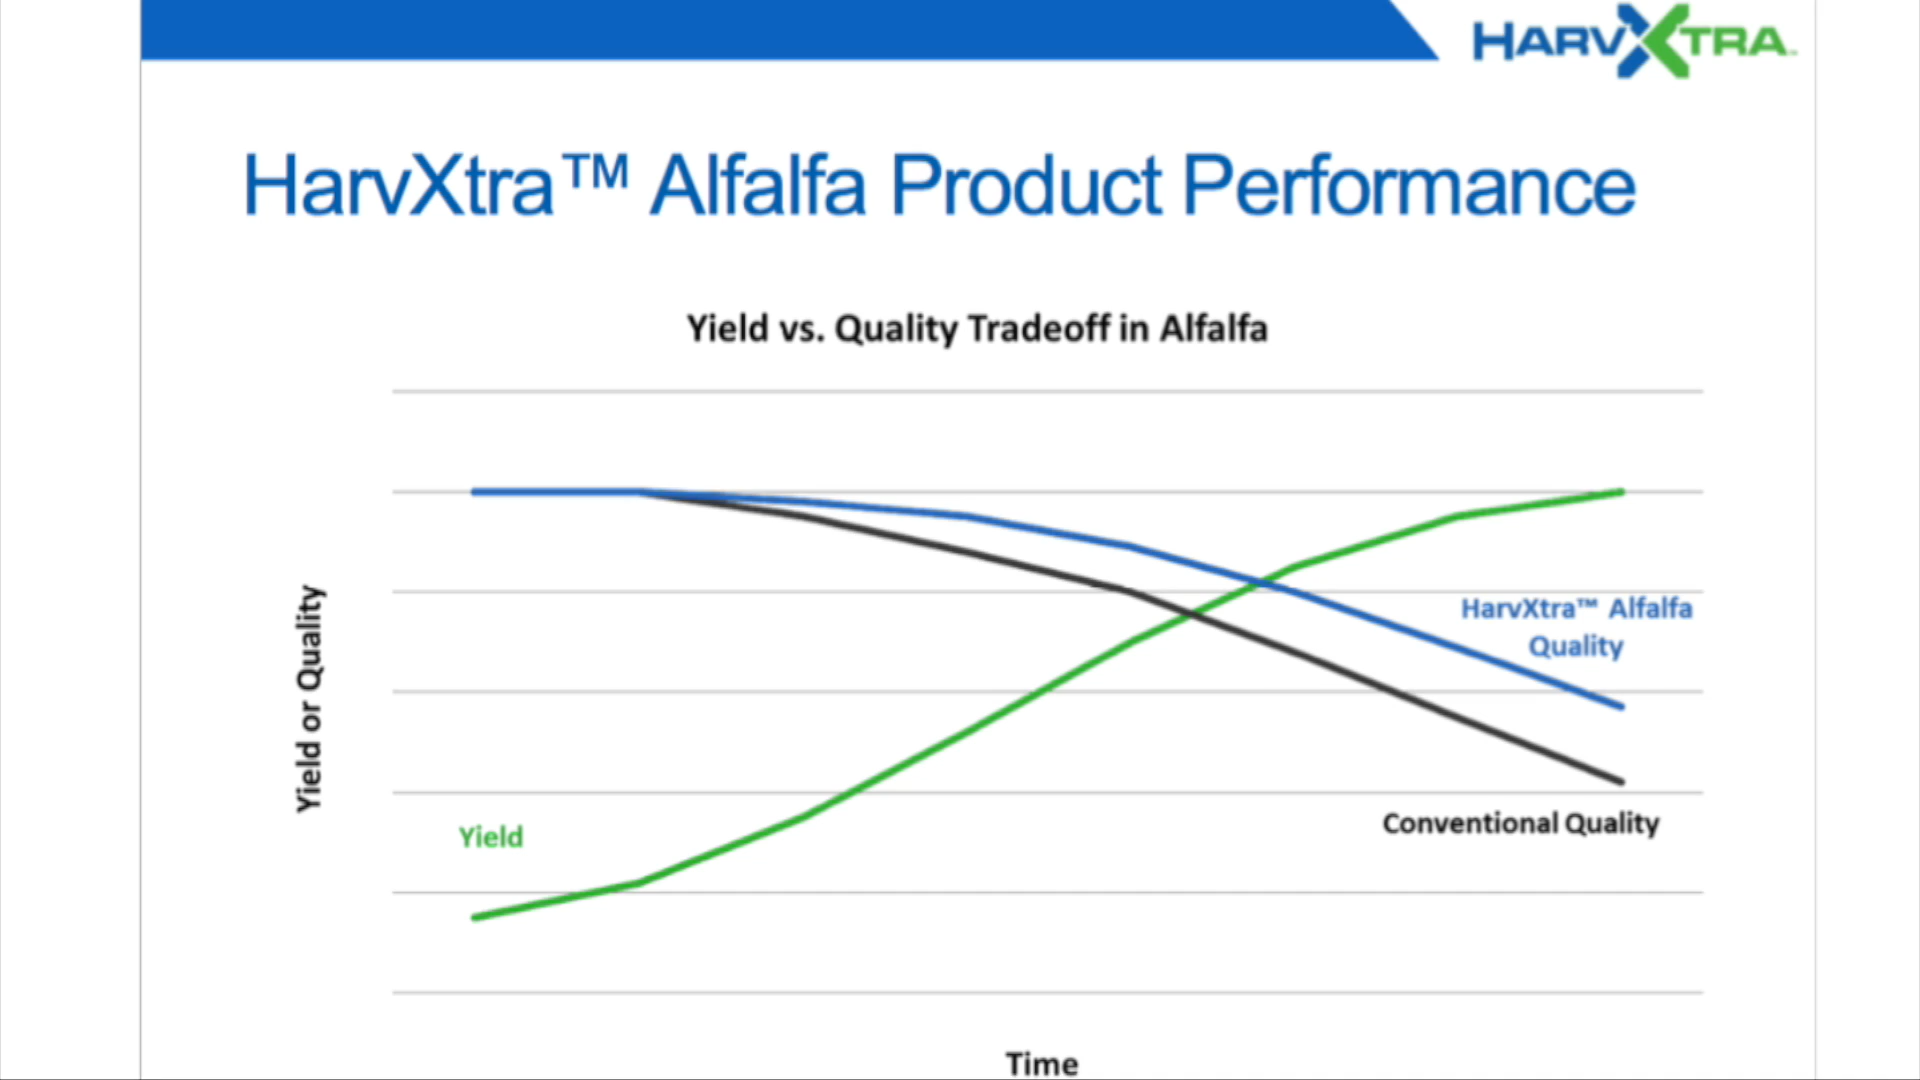 HARVXTRA™
HarvXtra™ Alfalfa Product Performance
Yield vs. Quality Tradeoff in Alfalfa
Yield or Quality
HarvXtra™ Alfalfa
Quality
Conventional Quality
Yield
Time